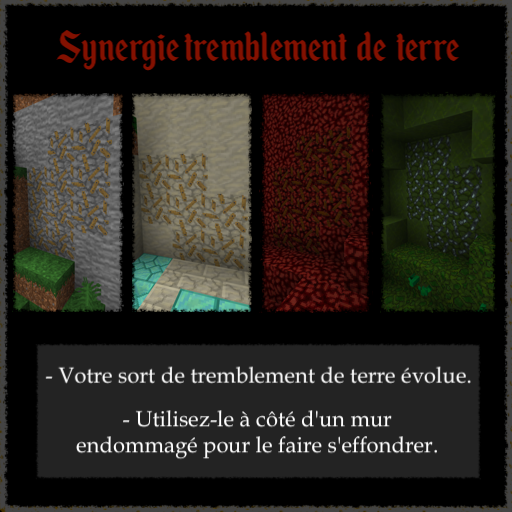 Synergie tremblement de terre
- Votre sort de tremblement de terre évolue.
- Utilisez-le à côté d'un mur
endommagé pour le faire s'effondrer.